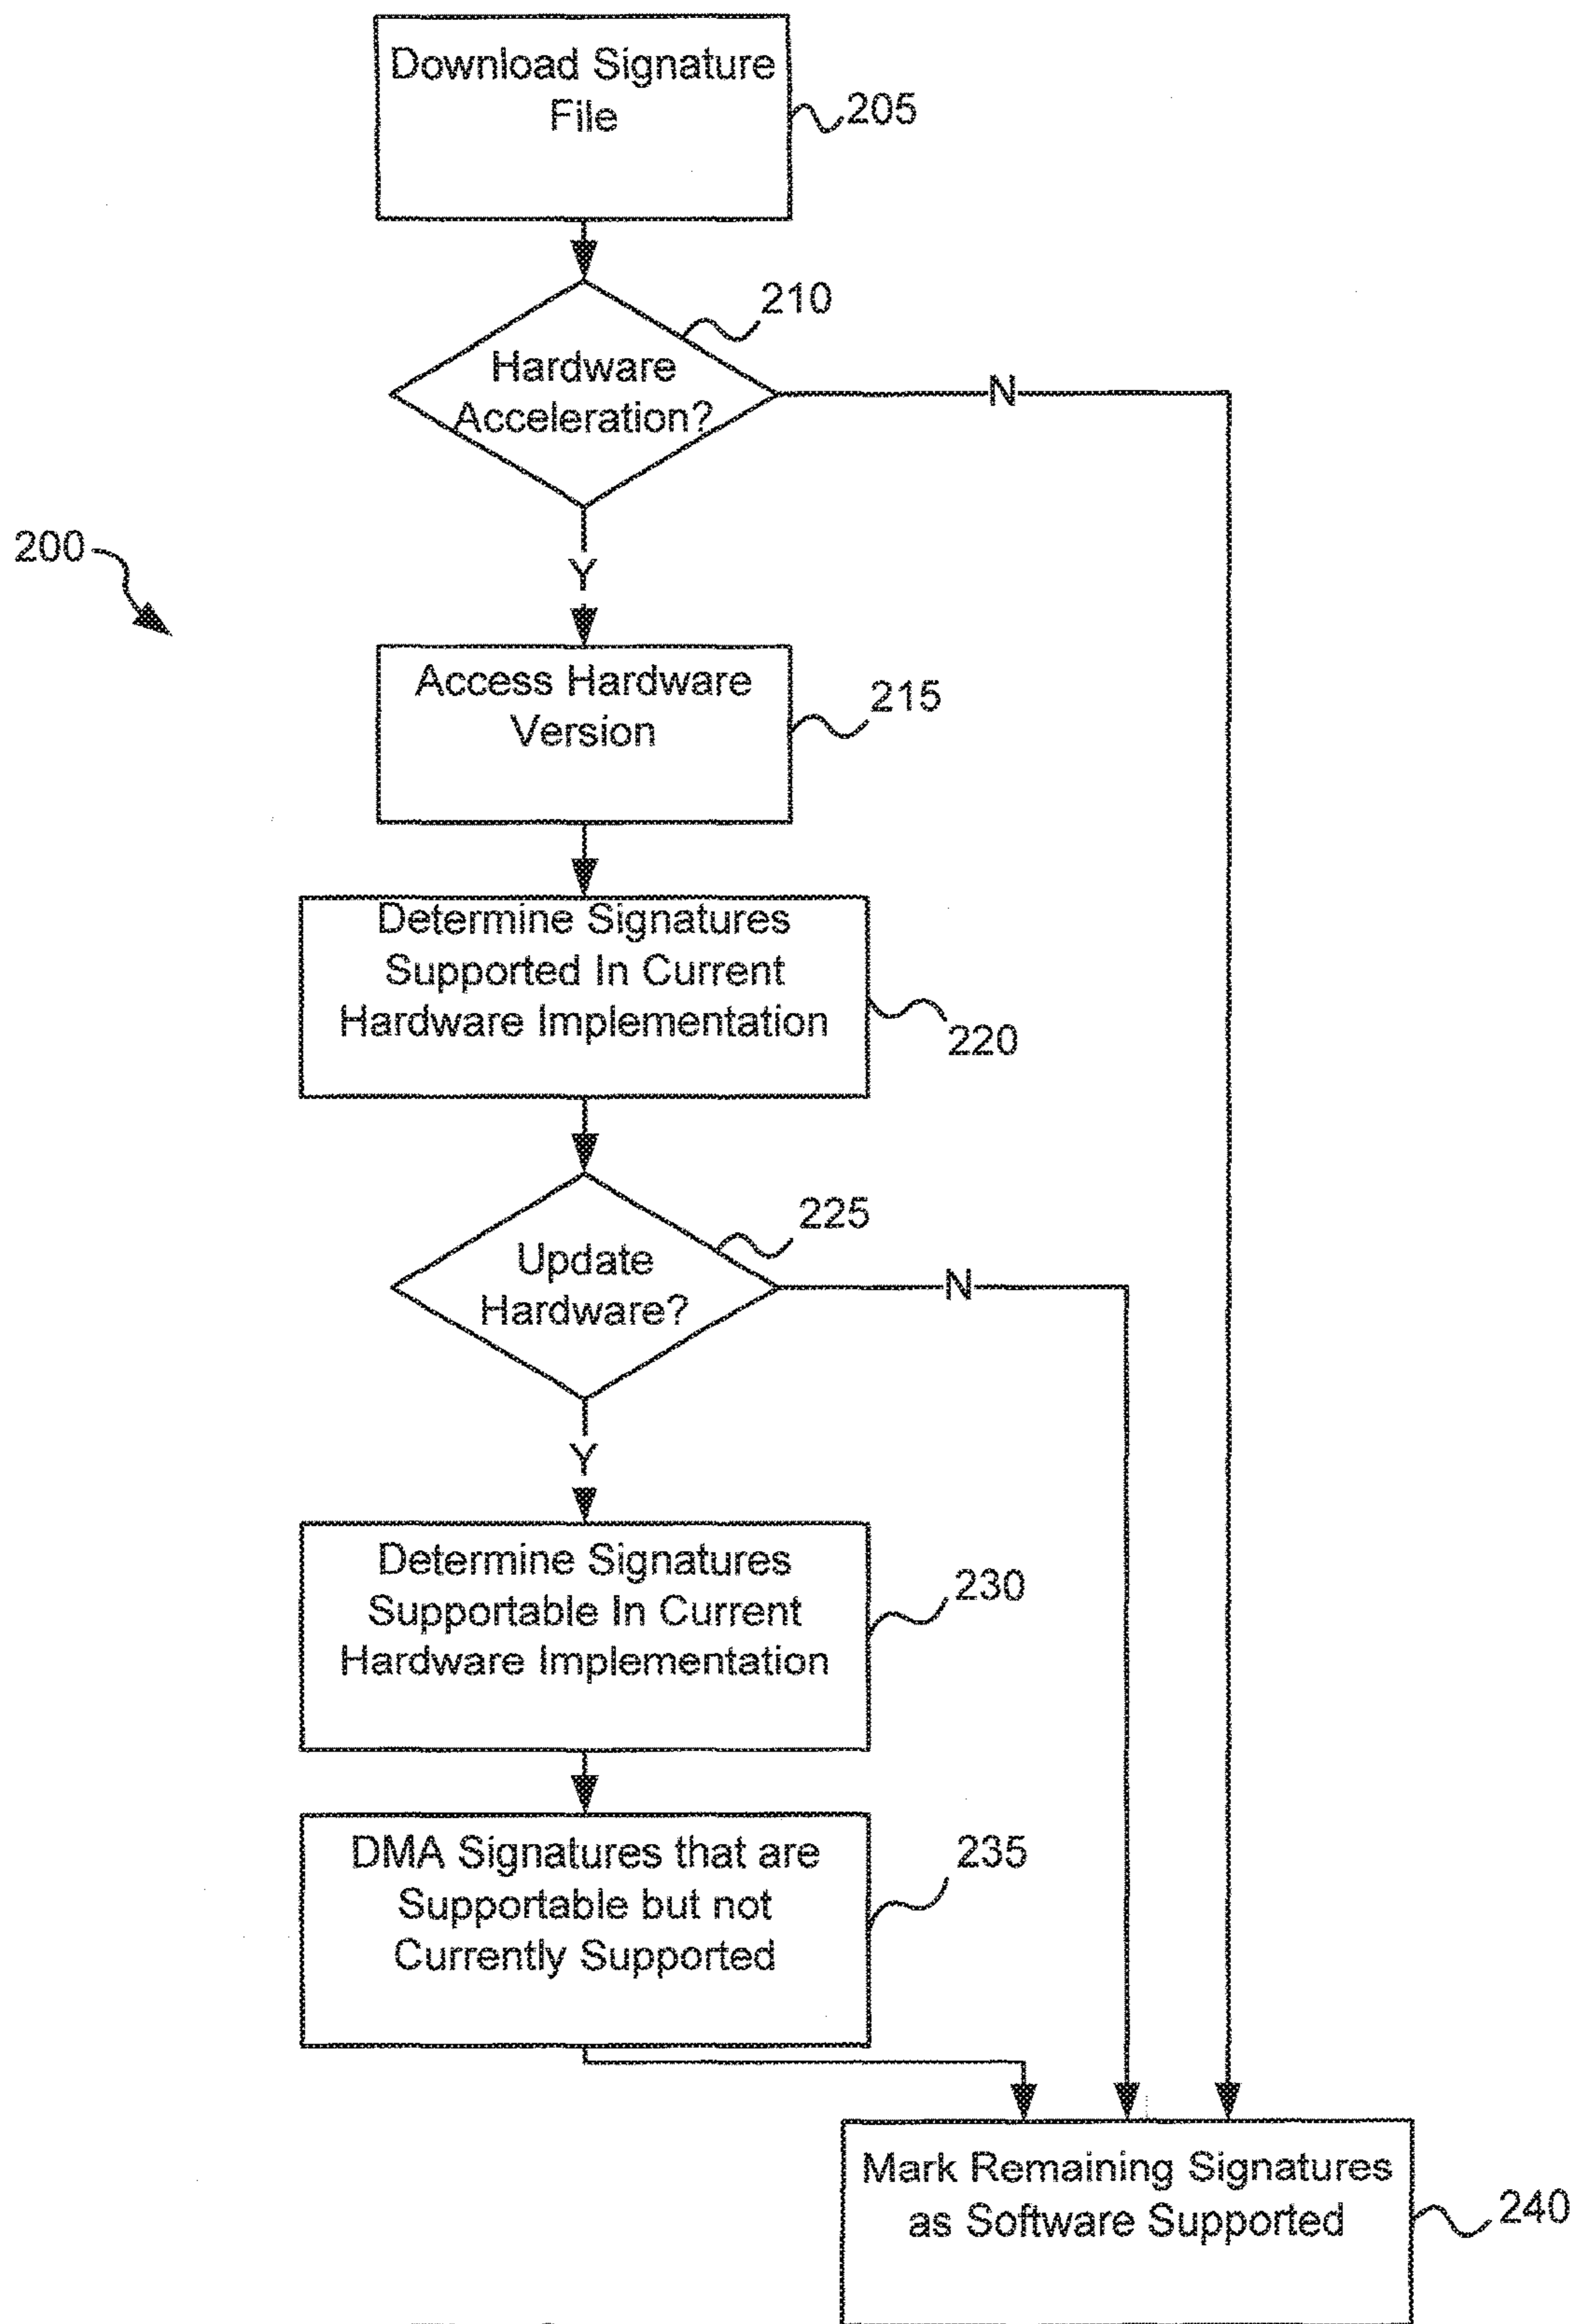 Download Signature
File
205
210
Hardware
Acceleration?
N
200
Y
Access Hardware
Version
215
Determine Signatures
Supported In Current
Hardware Implementation
220
225
Update
Hardware?
N
Y
Determine Signatures
Supportable In Current
Hardware Implementation
230
DMA Signatures that are
Supportable but not
Currently Supported
235
Mark Remaining Signatures
as Software Supported
240